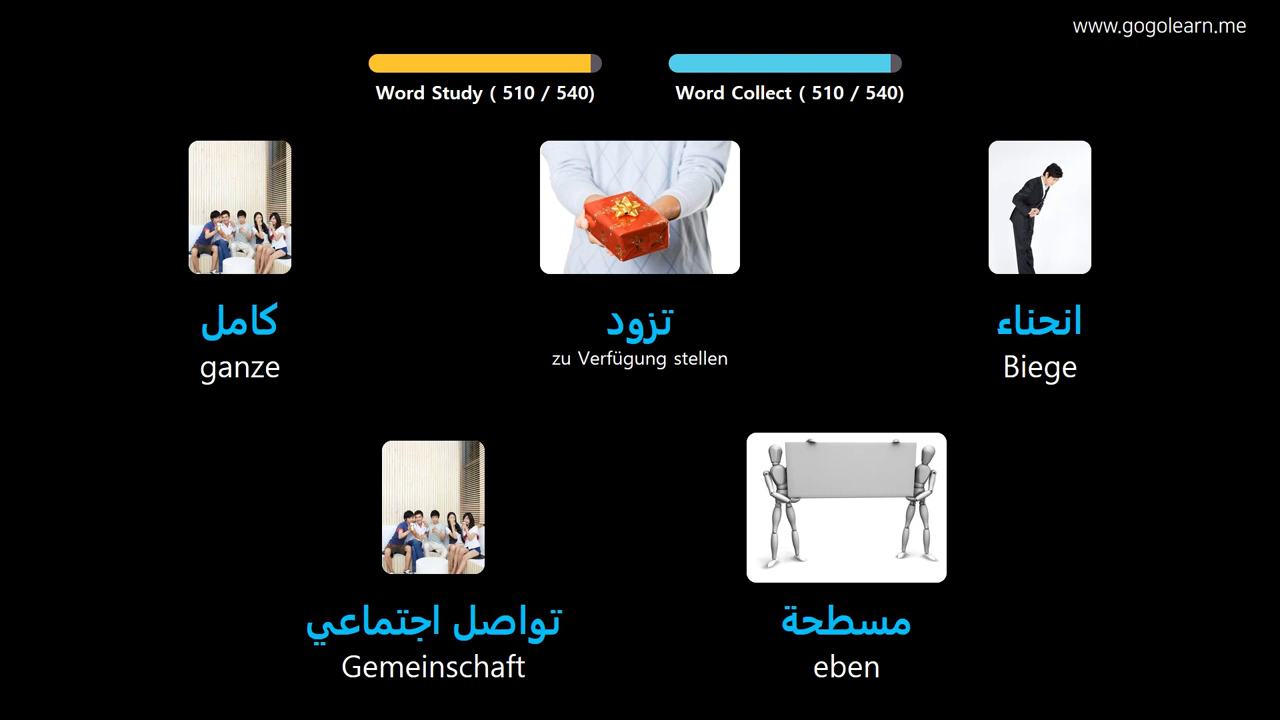 www.gogolearn.me
Word Study ( 510 / 540)
Word Collect ( 510 / 540)
كامل
ganze
تزود
zu Verfügung stellen
انحناء
Biege
تواصل اجتماعي
Gemeinschaft
مسطحة
eben